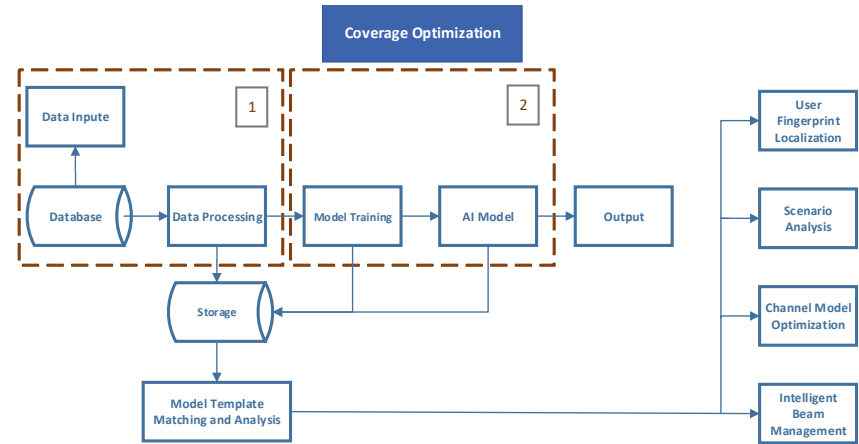 Coverage Optimization
1
2
Data Inpute
Database
Data Processing
Model Training
AI Model
Output
Storage
Model Template
Matching and Analysis
User
Fingerprint
Localization
Scenario
Analysis
Channel Model
Optimization
Intelligent
Beam
Management